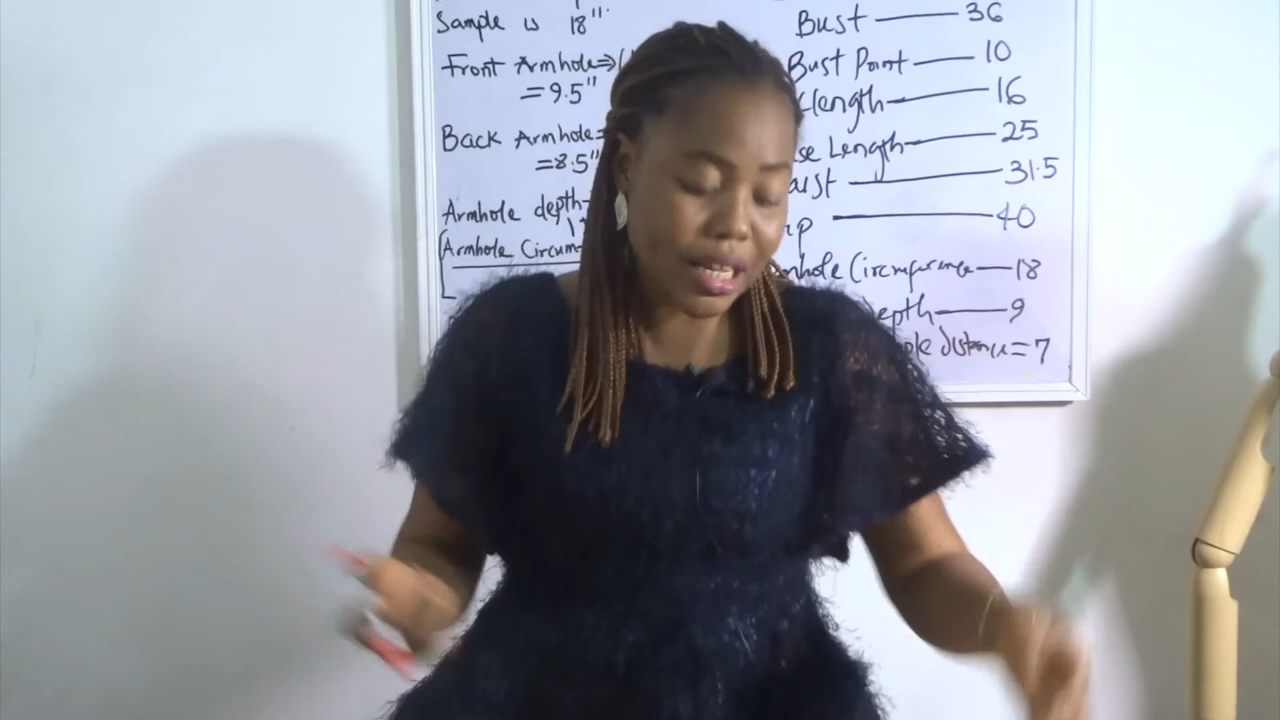 Sample is 18"
Front Armhole⇒(
= 9.5"
Back Armhole=
=8.5"
Armhole depth
Armhole Circum
Bust — 36
Bust Point — 10
length — 16
Length — 25
31.5
40
Circumference — 18
depth — 9
distance = 7